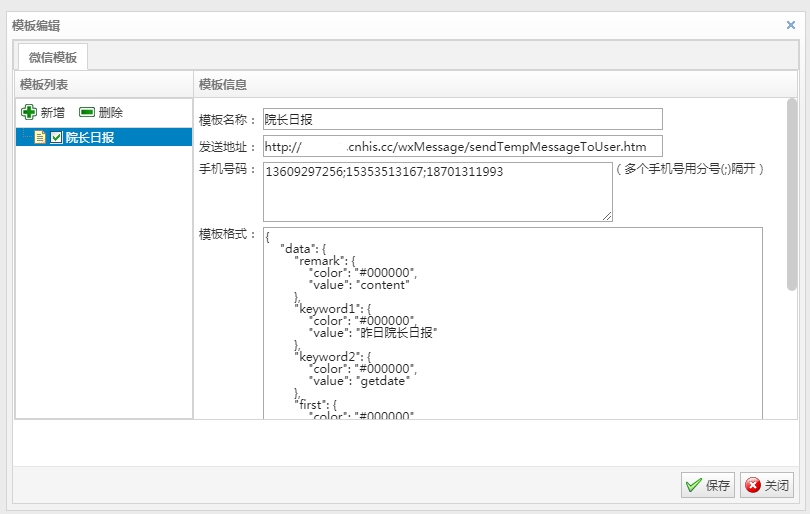 模板编辑
微信模板
模板列表
模板信息
新增 删除
院长日报
模板名称： 院长日报
发送地址： http:// .cnhis.cc/wxMessage/sendTempMessageToUser.htm
手机号码： 13609297256;15353513167;18701311993 （多个手机号用分号(;)隔开）
模板格式： {
"data": {
"remark": {
"color": "#000000",
"value": "content"
},
"keyword1": {
"color": "#000000",
"value": "昨日院长日报"
},
"keyword2": {
"color": "#000000",
"value": "getdate"
},
"first": {
"color": "#000000",
保存 关闭